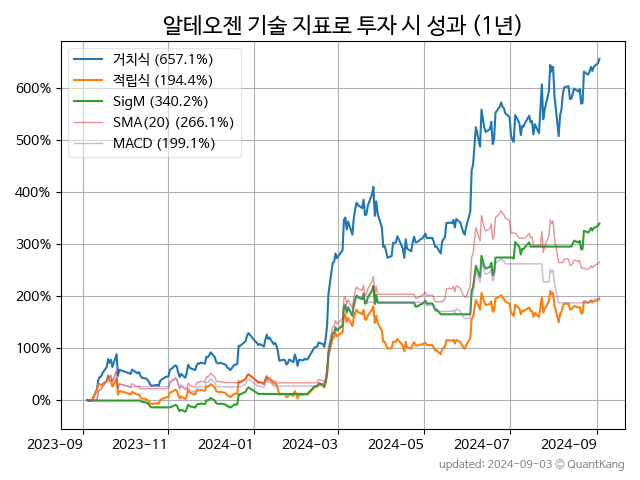 알테오젠 기술 지표로 투자 시 성과 (1년)
거치식 (657.1%)
적립식 (194.4%)
SigM (340.2%)
SMA(20) (266.1%)
MACD (199.1%)
600%
500%
400%
300%
200%
100%
0%
2023-09 2023-11 2024-01 2024-03 2024-05 2024-07 2024-09
updated: 2024-09-03 © QuantKang